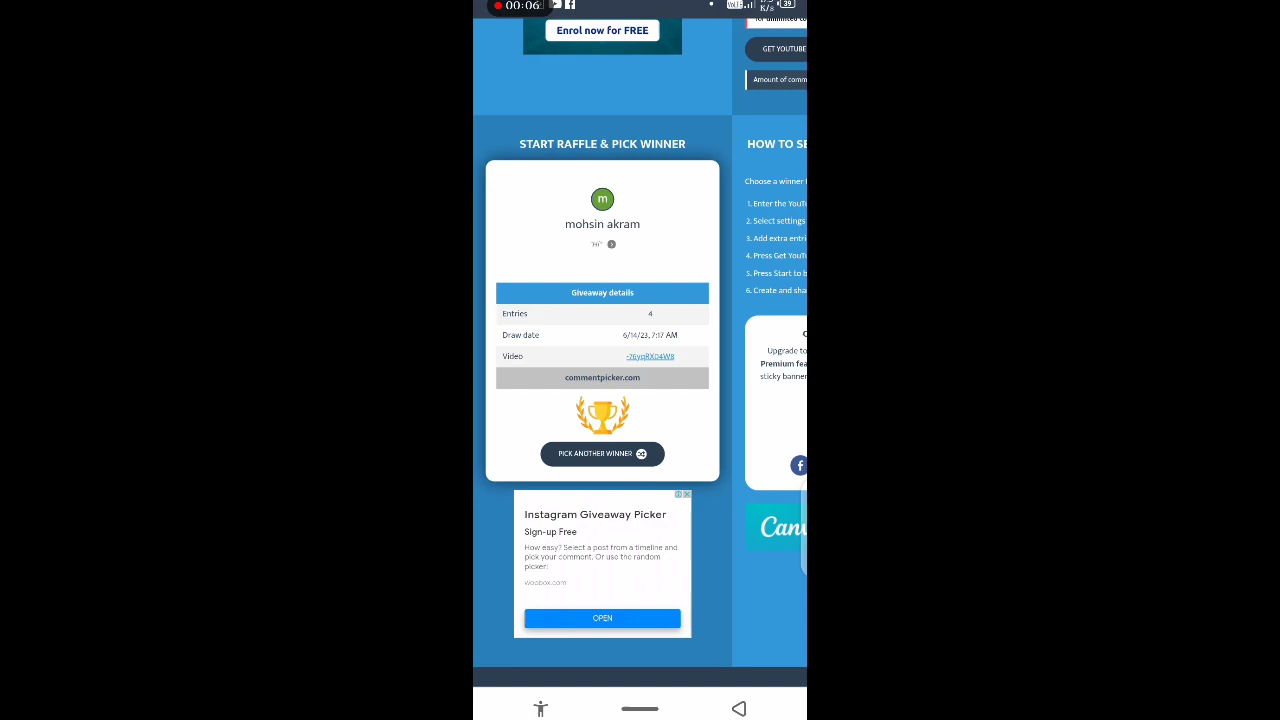 00:06
VoLTE
K/s
39
Enrol now for FREE
GET YOUTUBE
Amount of comm
START RAFFLE & PICK WINNER
m
mohsin akram
"Hi"
Giveaway details
Entries 4
Draw date 6/14/23, 7:17 AM
Video -76yqRX04W8
commentpicker.com
PICK ANOTHER WINNER
Instagram Giveaway Picker
Sign-up Free
How easy? Select a post from a timeline and
pick your comment. Or use the random
picker:
woobox.com
OPEN
HOW TO SE
Choose a winner f
1. Enter the YouTu
2. Select settings
3. Add extra entri
4. Press Get YouTu
5. Press Start to b
6. Create and sha
Upgrade to
Premium fea
sticky banner
f
Canv